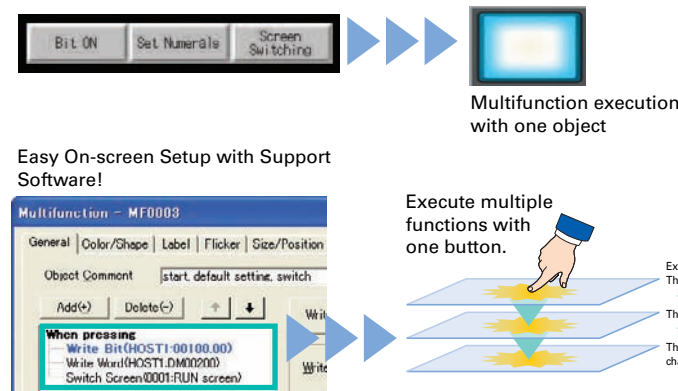 Bit ON
Set Numerals
Screen
Switching
Multifunction execution
with one object
Easy On-screen Setup with Support
Software!
Multifunction - MF0003
General
Color/Shape
Label
Flicker
Size/Position
Object Comment
start, default setting, switch
Add(+)
Delete(-)
When pressing
Write Bit(HOST1:00100.00)
Write Word(HOST1:DM00200)
Switch Screen(0001:RUN screen)
Execute multiple
functions with
one button.